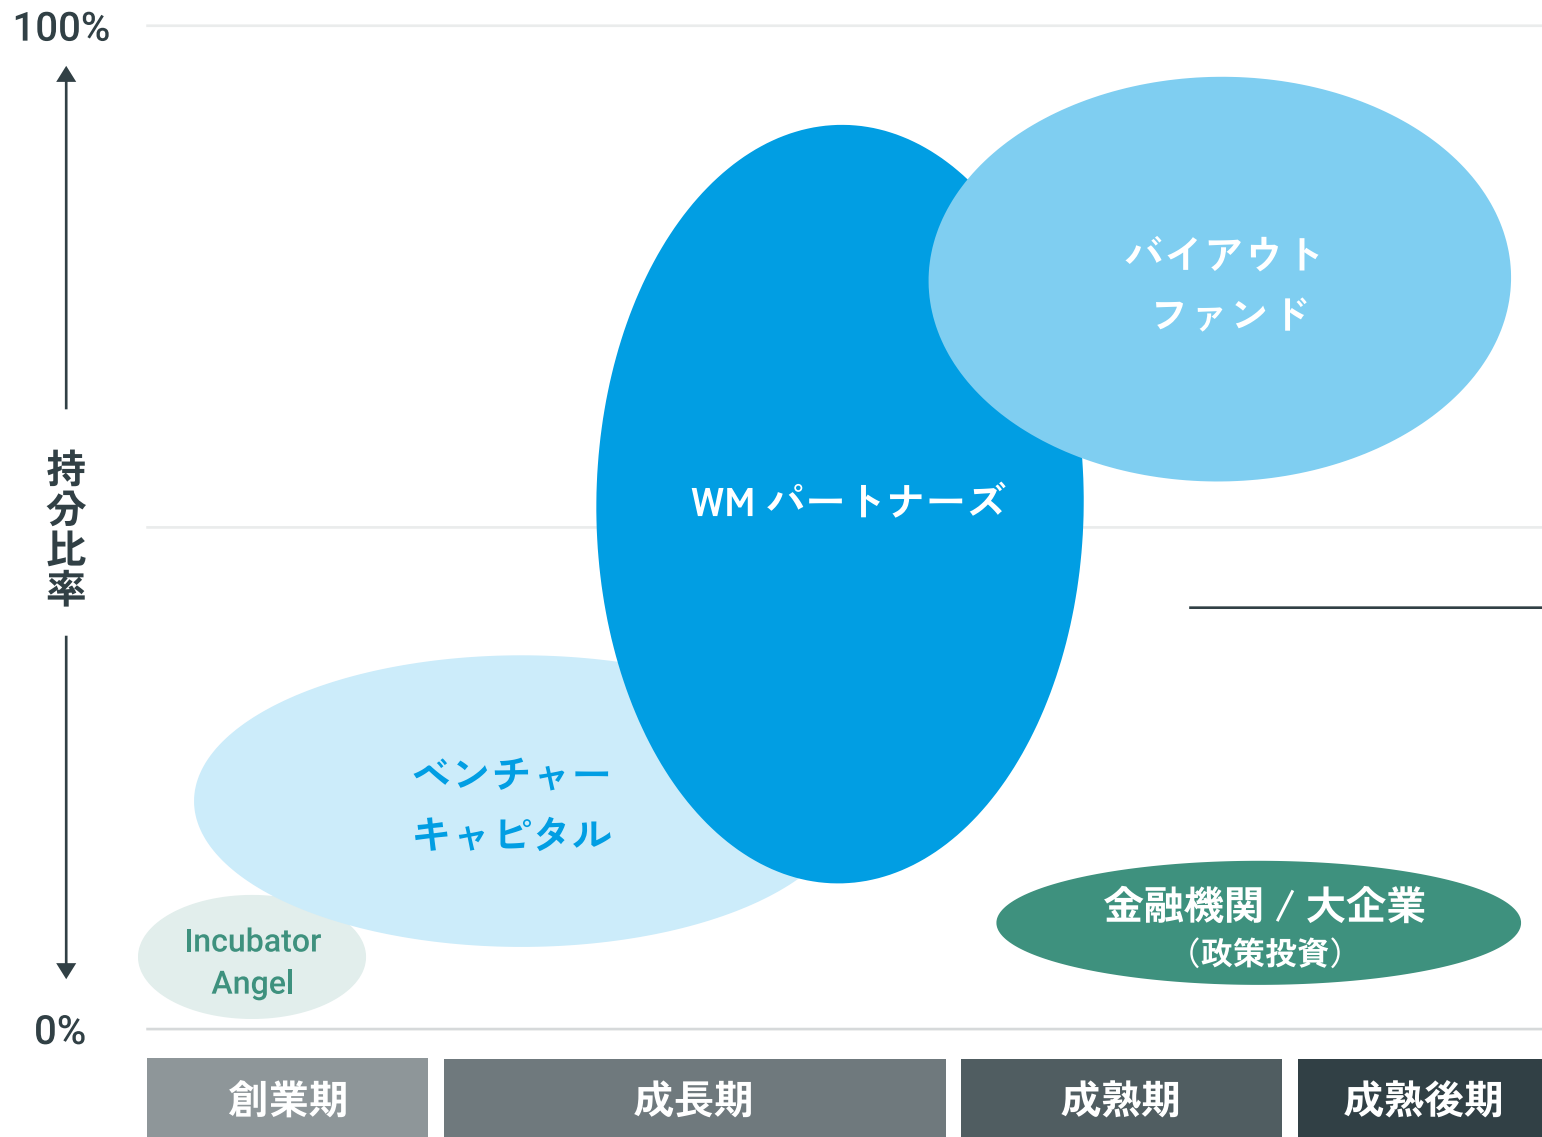 100%
持分比率
0%
バイアウト
ファンド
WM パートナーズ
ベンチャー
キャピタル
Incubator
Angel
金融機関 / 大企業
（政策投資）
創業期
成長期
成熟期
成熟後期